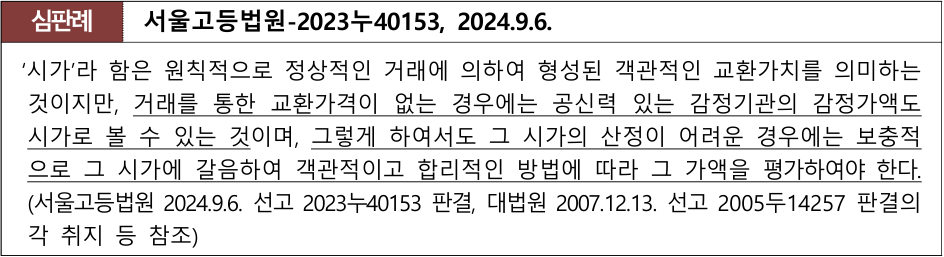 심판례 서울고등법원-2023누40153, 2024.9.6.
‘시가’라 함은 원칙적으로 정상적인 거래에 의하여 형성된 객관적인 교환가치를 의미하는
것이지만, 거래를 통한 교환가격이 없는 경우에는 공신력 있는 감정기관의 감정가액도
시가로 볼 수 있는 것이며, 그렇게 하여서도 그 시가의 산정이 어려운 경우에는 보충적
으로 그 시가에 갈음하여 객관적이고 합리적인 방법에 따라 그 가액을 평가하여야 한다.
(서울고등법원 2024.9.6. 선고 2023누40153 판결, 대법원 2007.12.13. 선고 2005두14257 판결의
각 취지 등 참조)